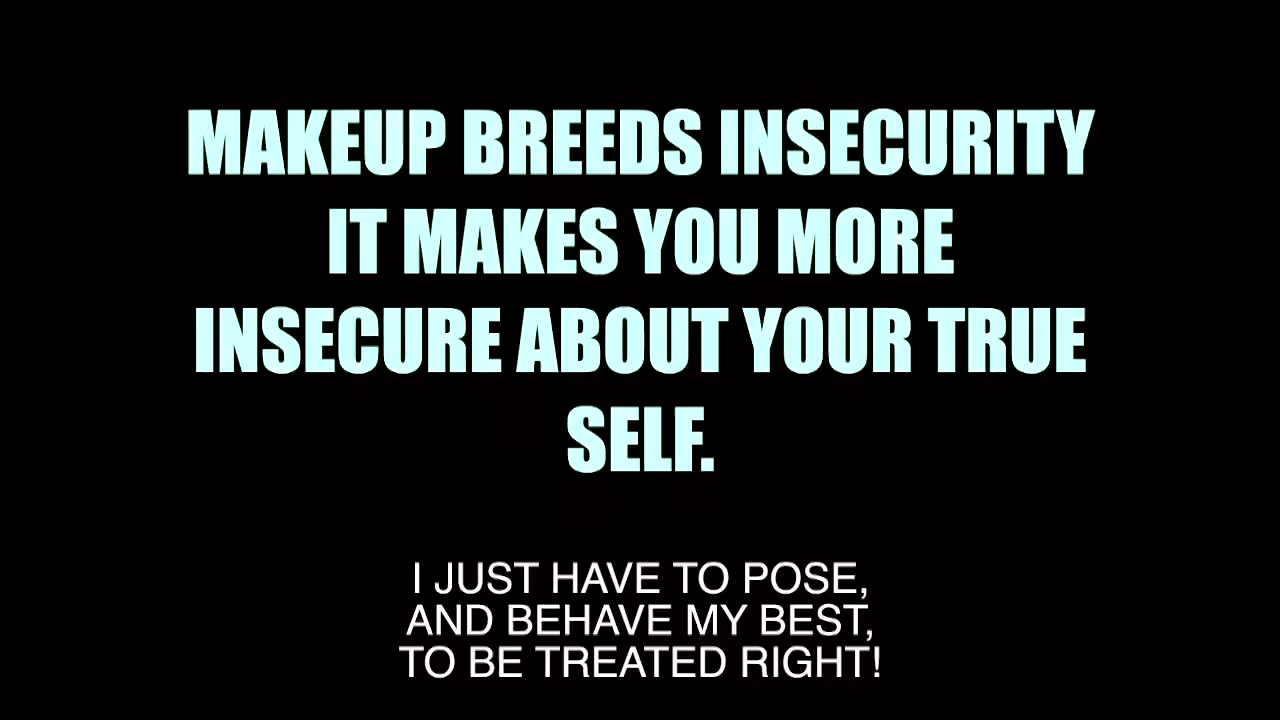 MAKEUP BREEDS INSECURITY
IT MAKES YOU MORE
INSECURE ABOUT YOUR TRUE
SELF.
I JUST HAVE TO POSE,
AND BEHAVE MY BEST,
TO BE TREATED RIGHT!